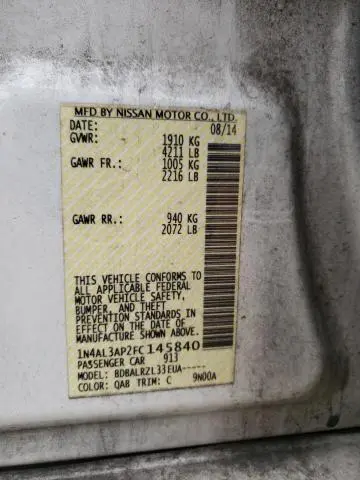 MFD BY NISSAN MOTOR CO., LTD.
DATE: 08/14
GVWR: 1910 KG
4211 LB
GAWR FR.: 1005 KG
2216 LB
GAWR RR.: 940 KG
2072 LB
THIS VEHICLE CONFORMS TO
ALL APPLICABLE FEDERAL
MOTOR VEHICLE SAFETY,
BUMPER, AND THEFT
PREVENTION STANDARDS
IN EFFECT ON THE DATE OF
MANUFACTURE SHOWN ABOVE.
1N4AL3AP2FC145840
PASSENGER CAR 913
MODEL: BDBALRZL33EUA-----
COLOR: QAB TRIM: C 9N00A